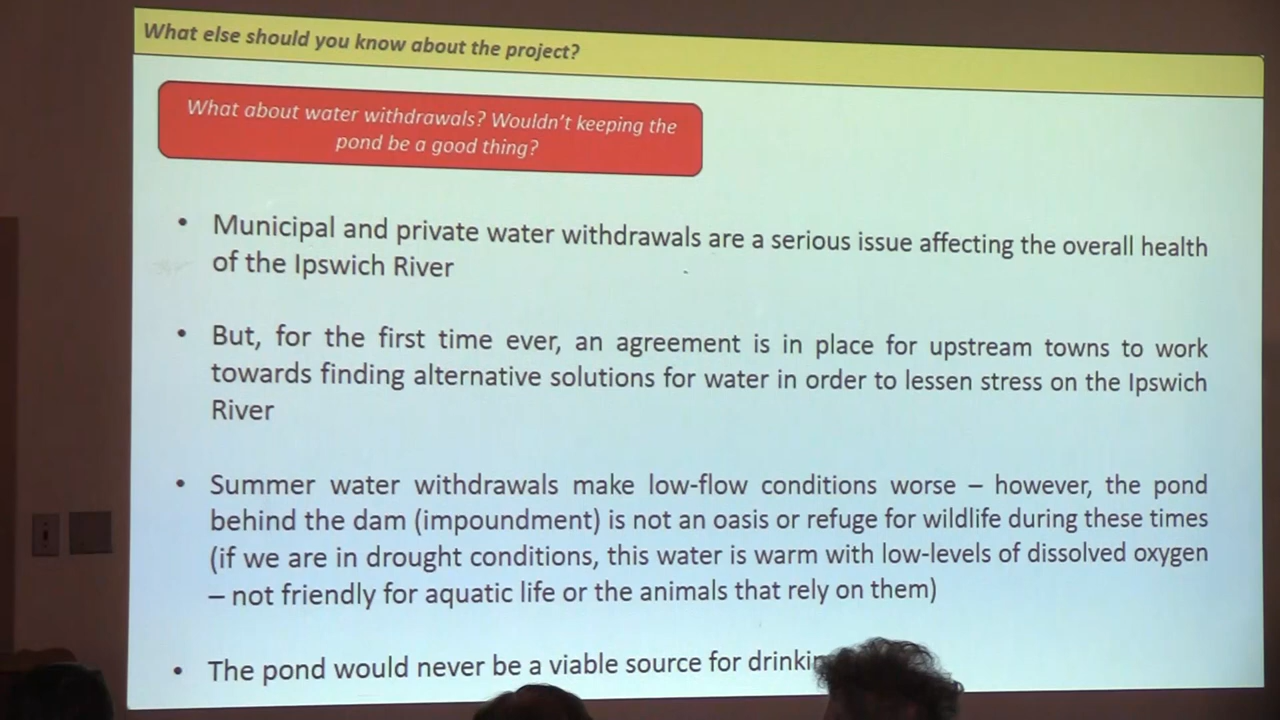 What else should you know about the project?
What about water withdrawals? Wouldn't keeping the
pond be a good thing?
• Municipal and private water withdrawals are a serious issue affecting the overall health
of the Ipswich River
• But, for the first time ever, an agreement is in place for upstream towns to work
towards finding alternative solutions for water in order to lessen stress on the Ipswich
River
• Summer water withdrawals make low-flow conditions worse – however, the pond
behind the dam (impoundment) is not an oasis or refuge for wildlife during these times
(if we are in drought conditions, this water is warm with low-levels of dissolved oxygen
– not friendly for aquatic life or the animals that rely on them)
• The pond would never be a viable source for